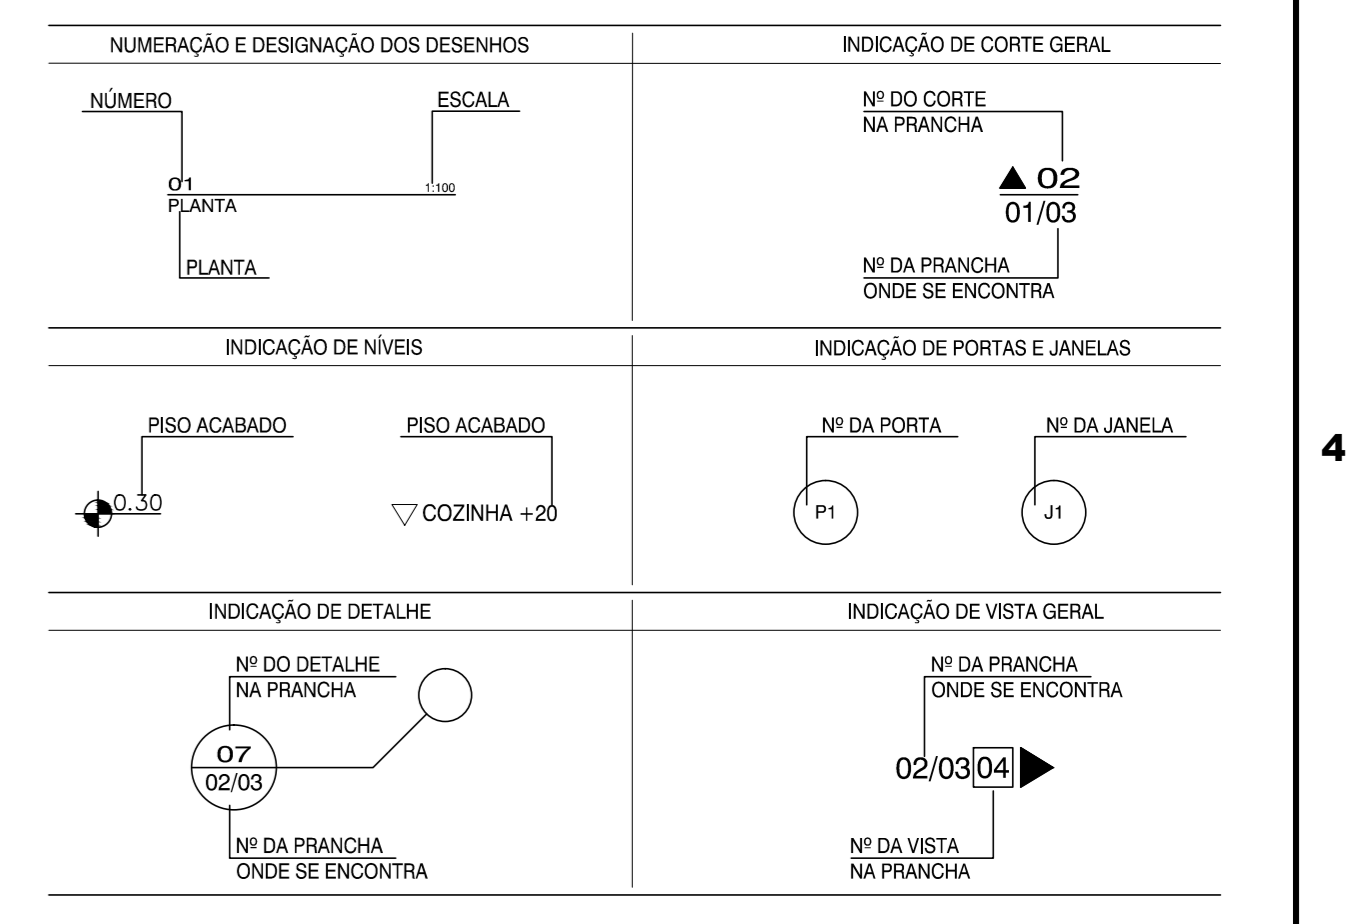 NUMERAÇÃO E DESIGNAÇÃO DOS DESENHOS
NÚMERO
ESCALA
01
1:100
PLANTA
PLANTA
INDICAÇÃO DE CORTE GERAL
Nº DO CORTE
NA PRANCHA
02
01/03
Nº DA PRANCHA
ONDE SE ENCONTRA
INDICAÇÃO DE NÍVEIS
PISO ACABADO
0.30
PISO ACABADO
COZINHA +20
INDICAÇÃO DE PORTAS E JANELAS
Nº DA PORTA
P1
Nº DA JANELA
J1
4
INDICAÇÃO DE DETALHE
Nº DO DETALHE
NA PRANCHA
07
02/03
Nº DA PRANCHA
ONDE SE ENCONTRA
INDICAÇÃO DE VISTA GERAL
Nº DA PRANCHA
ONDE SE ENCONTRA
02/03 04
Nº DA VISTA
NA PRANCHA